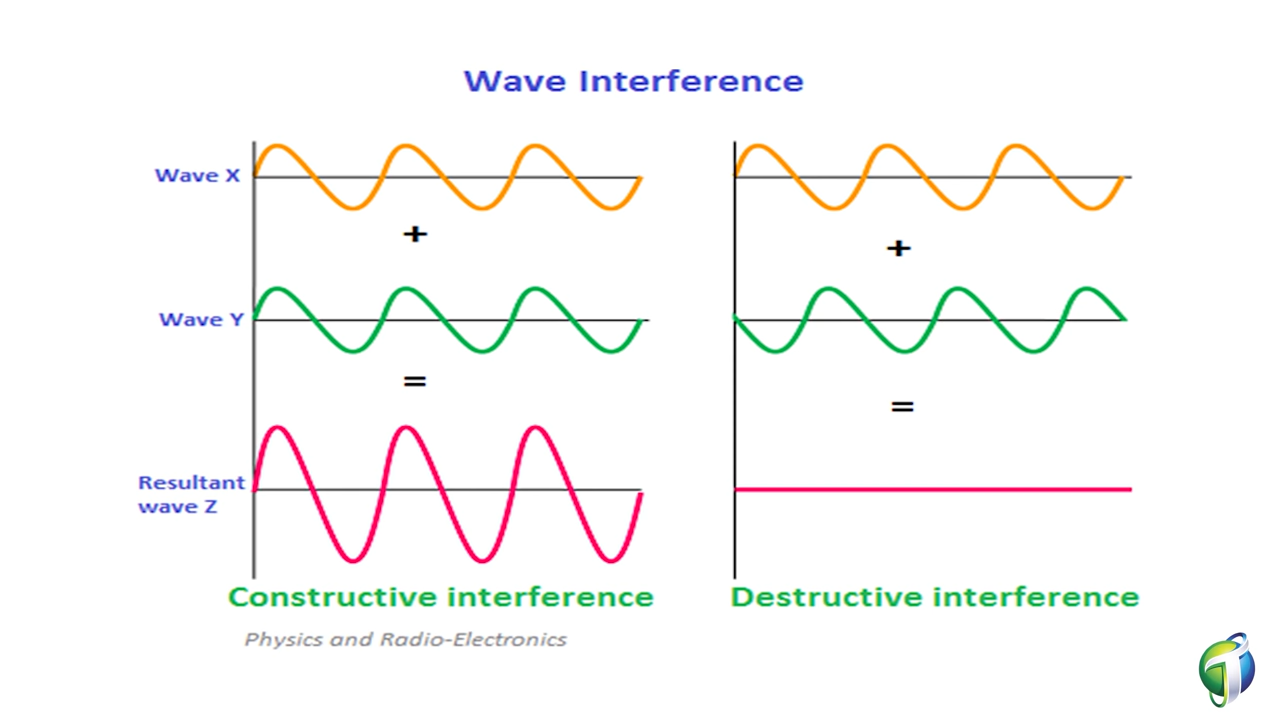 Wave Interference
Wave X
+
+
Wave Y
=
=
Resultant
wave Z
Constructive interference
Destructive interference
Physics and Radio-Electronics